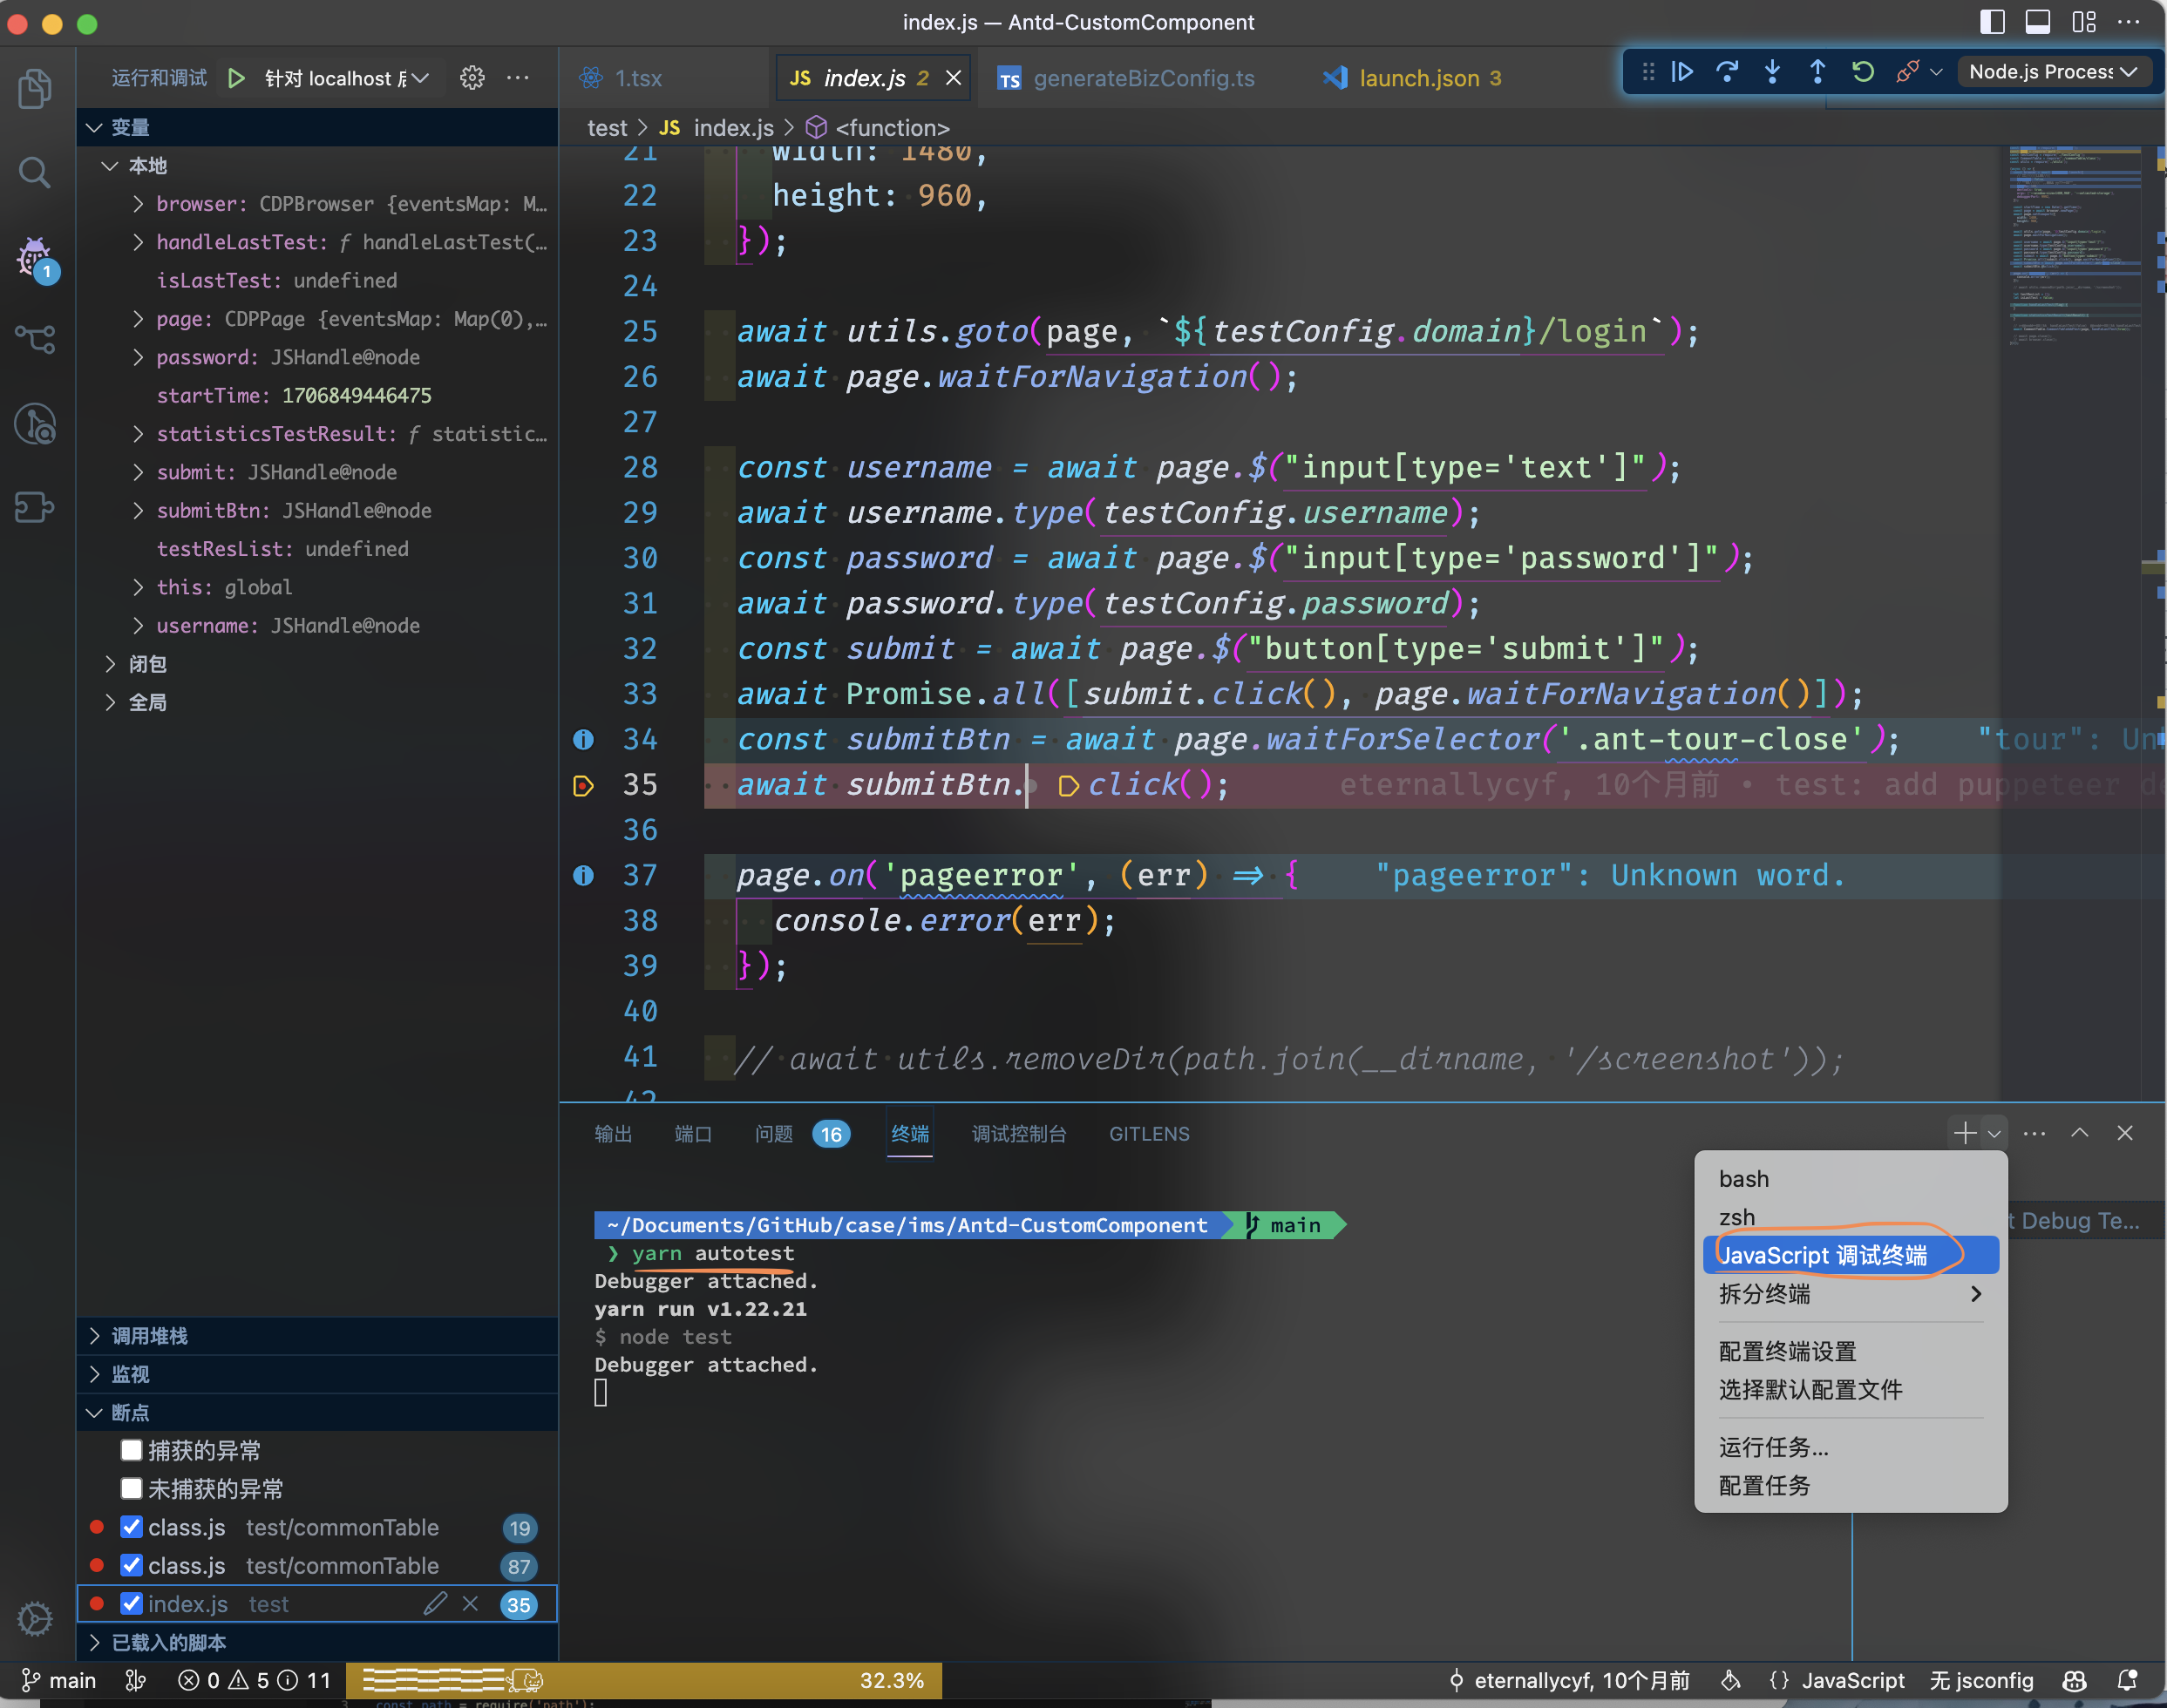 index.js — Antd-CustomComponent
运行和调试 针对 localhost
1.tsx
JS index.js 2
TS generateBizConfig.ts
launch.json 3
Node.js Process
变量
本地
browser: CDPBrowser {eventsMap: M…
handleLastTest: ƒ handleLastTest(…
isLastTest: undefined
page: CDPPage {eventsMap: Map(0),…
password: JSHandle@node
startTime: 1706849446475
statisticsTestResult: ƒ statistic…
submit: JSHandle@node
submitBtn: JSHandle@node
testResList: undefined
this: global
username: JSHandle@node
闭包
全局
调用堆栈
监视
断点
捕获的异常
未捕获的异常
class.js test/commonTable 19
class.js test/commonTable 87
index.js test 35
已载入的脚本
1
test > JS index.js > <function>
21 width: 1480,
22 height: 960,
23 });
24
25 await utils.goto(page, `${testConfig.domain}/login`);
26 await page.waitForNavigation();
27
28 const username = await page.$("input[type='text']");
29 await username.type(testConfig.username);
30 const password = await page.$("input[type='password']");
31 await password.type(testConfig.password);
32 const submit = await page.$("button[type='submit']");
33 await Promise.all([submit.click(), page.waitForNavigation()]);
34 const submitBtn = await page.waitForSelector('.ant-tour-close'); "tour": Un
35 await submitBtn. click(); eternallycyf, 10个月前 • test: add puppeteer de
36
37 page.on('pageerror', (err) => { "pageerror": Unknown word.
38 console.error(err);
39 });
40
41 // await utils.removeDir(path.join(__dirname, '/screenshot'));
42
输出 端口 问题 16 终端 调试控制台 GITLENS
~/Documents/GitHub/case/ims/Antd-CustomComponent main
❯ yarn autotest
Debugger attached.
yarn run v1.22.21
$ node test
Debugger attached.
bash
zsh
JavaScript 调试终端
拆分终端
配置终端设置
选择默认配置文件
运行任务...
配置任务
t Debug Te…
main 0 5 11 32.3% eternallycyf, 10个月前 {} JavaScript 无 jsconfig
3 const path = require('path');